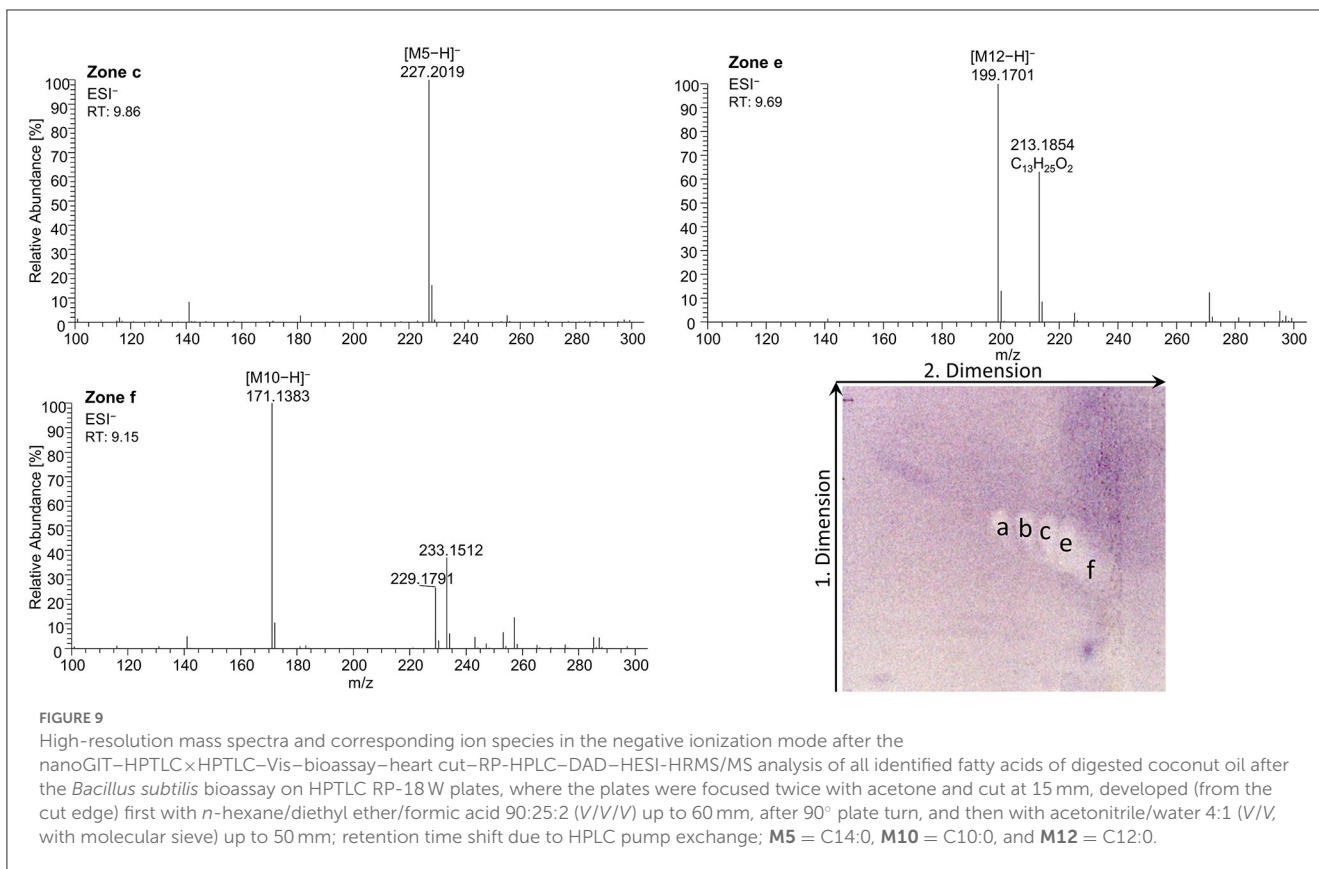 Zone c
ESI⁻
RT: 9.86
[M5−H]⁻
227.2019
Relative Abundance [%]
100
90
80
70
60
50
40
30
20
10
0
100 120 140 160 180 200 220 240 260 280 300
Zone e
ESI⁻
RT: 9.69
[M12−H]⁻
199.1701
213.1854
C₁₃H₂₅O₂
100
90
80
70
60
50
40
30
20
10
0
100 120 140 160 180 200 220 240 260 280 300
m/z
Zone f
ESI⁻
RT: 9.15
[M10−H]⁻
171.1383
233.1512
229.1791
Relative Abundance [%]
100
90
80
70
60
50
40
30
20
10
0
100 120 140 160 180 200 220 240 260 280 300
m/z
2. Dimension
1. Dimension
a b c e f
FIGURE 9
High-resolution mass spectra and corresponding ion species in the negative ionization mode after the
nanoGIT–HPTLC×HPTLC–Vis–bioassay–heart cut–RP-HPLC–DAD–HESI-HRMS/MS analysis of all identified fatty acids of digested coconut oil after
the Bacillus subtilis bioassay on HPTLC RP-18 W plates, where the plates were focused twice with acetone and cut at 15 mm, developed (from the
cut edge) first with n-hexane/diethyl ether/formic acid 90:25:2 (V/V/V) up to 60 mm, after 90° plate turn, and then with acetonitrile/water 4:1 (V/V,
with molecular sieve) up to 50 mm; retention time shift due to HPLC pump exchange; M5 = C14:0, M10 = C10:0, and M12 = C12:0.